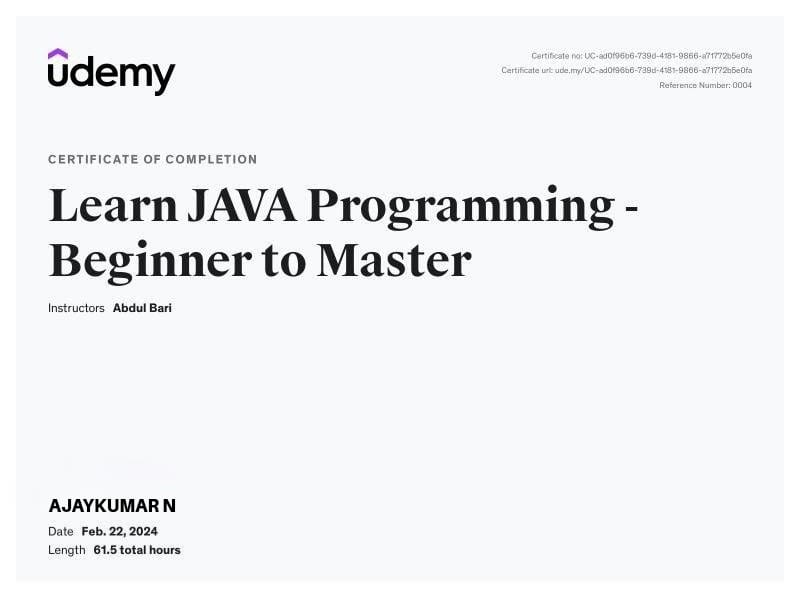 ûdemy
Certificate no: UC-ad0f96b6-739d-4181-9866-a71772b5e0fa
Certificate url: ude.my/UC-ad0f96b6-739d-4181-9866-a71772b5e0fa
Reference Number: 0004
CERTIFICATE OF COMPLETION
Learn JAVA Programming -
Beginner to Master
Instructors Abdul Bari
AJAYKUMAR N
Date Feb. 22, 2024
Length 61.5 total hours